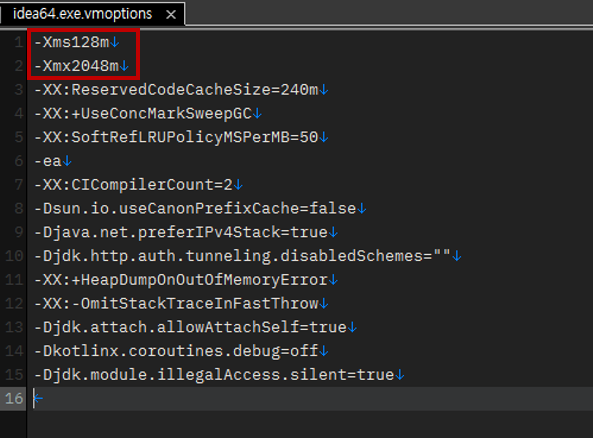 idea64.exe.vmoptions ×
1 -Xms128m↓
2 -Xmx2048m↓
3 -XX:ReservedCodeCacheSize=240m↓
4 -XX:+UseConcMarkSweepGC↓
5 -XX:SoftRefLRUPolicyMSPerMB=50↓
6 -ea↓
7 -XX:CICompilerCount=2↓
8 -Dsun.io.useCanonPrefixCache=false↓
9 -Djava.net.preferIPv4Stack=true↓
10 -Djdk.http.auth.tunneling.disabledSchemes=""↓
11 -XX:+HeapDumpOnOutOfMemoryError↓
12 -XX:-OmitStackTraceInFastThrow↓
13 -Djdk.attach.allowAttachSelf=true↓
14 -Dkotlinx.coroutines.debug=off↓
15 -Djdk.module.illegalAccess.silent=true↓
16 ←